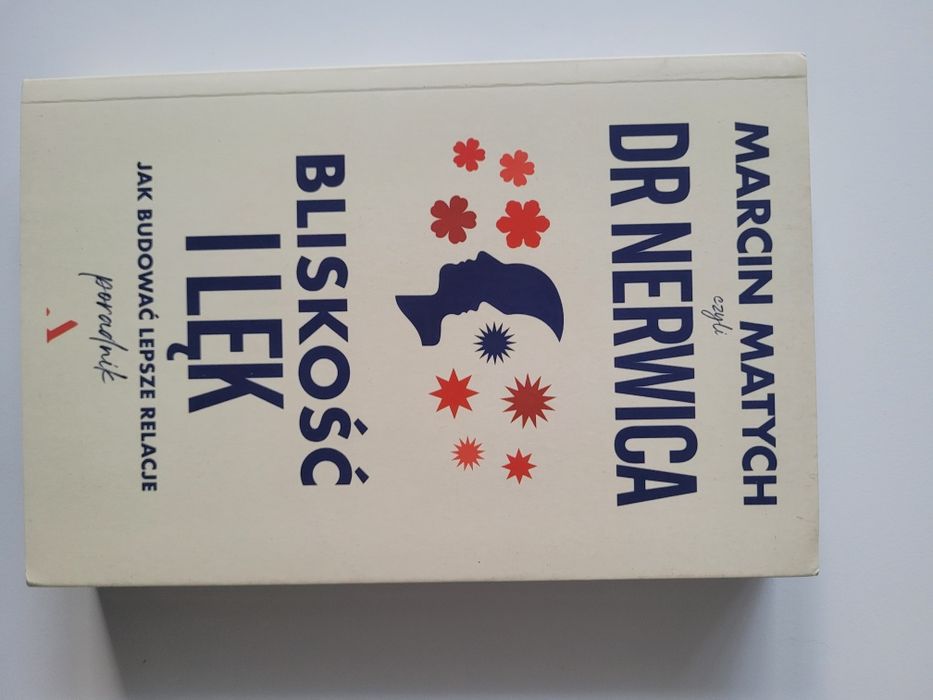 MARCIN MATYCH
czyli
DR NERWICA
BLISKOŚĆ
I LĘK
JAK BUDOWAĆ LEPSZE RELACJE
poradnik